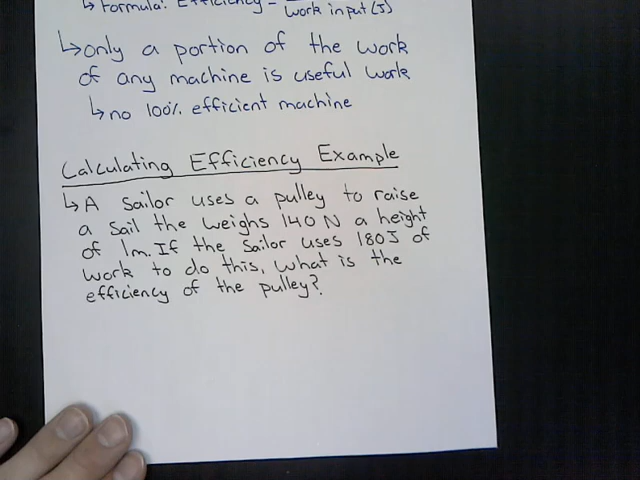 ↳ Formula: Efficiency =
work input (J)
↳ only a portion of the work
of any machine is useful work
↳ no 100% efficient machine
Calculating Efficiency Example
↳ A sailor uses a pulley to raise
a sail the weighs 140 N a height
of 1m. If the sailor uses 180J of
work to do this, what is the
efficiency of the pulley?